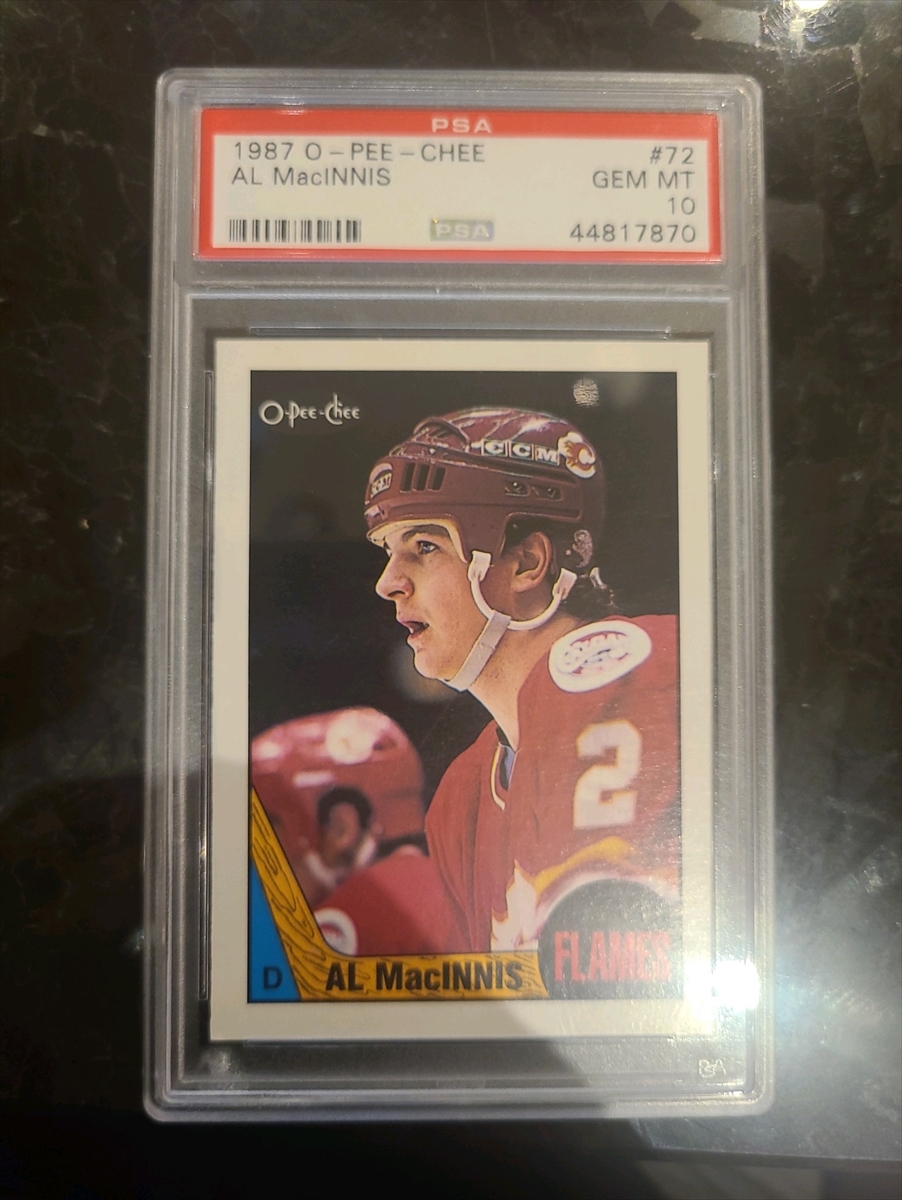 PSA
1987 O-PEE-CHEE #72
AL MacINNIS GEM MT
10
PSA 44817870
O-Pee-Chee
CCM
2
D AL MacINNIS FLAMES
PSA